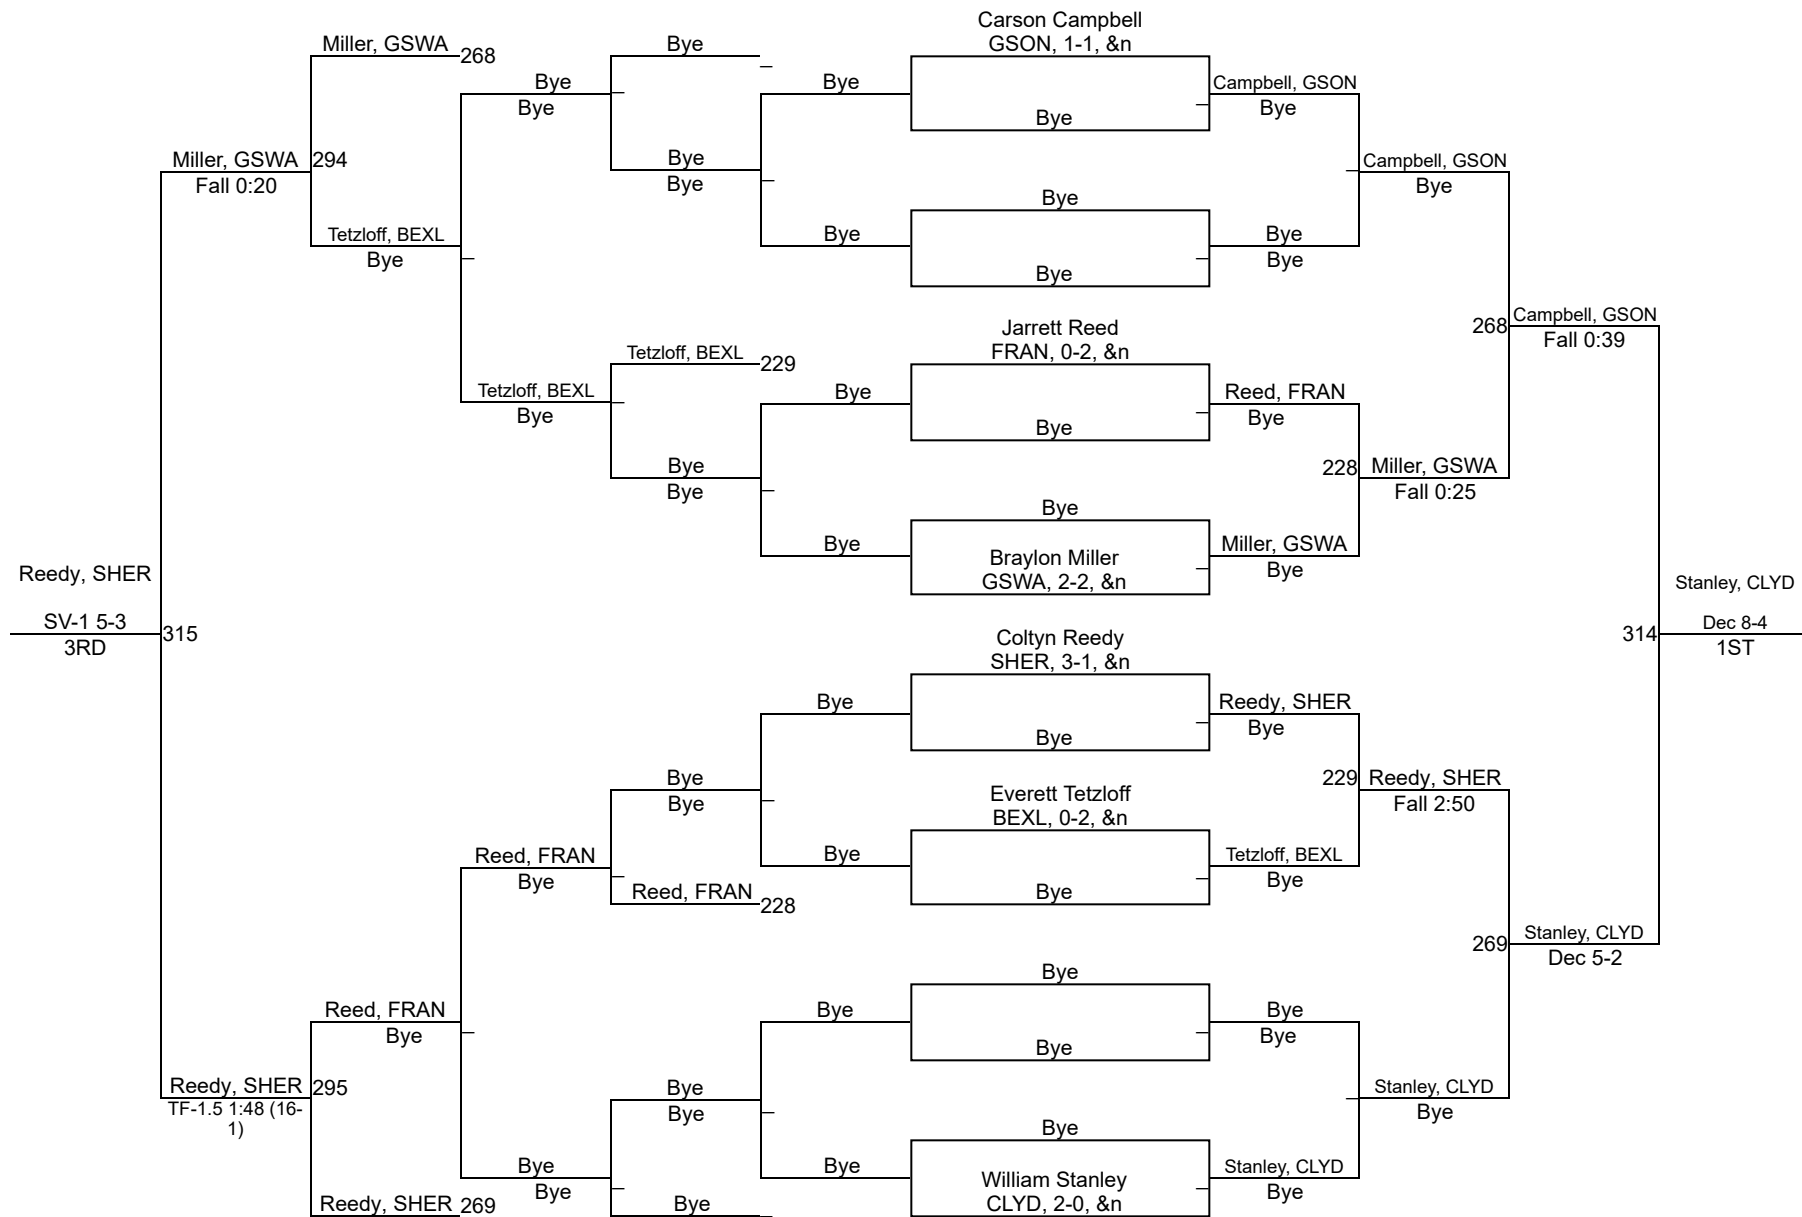 Carson Campbell
Miller, GSWA
268
Bye
GSON, 1-1, &n
Bye
Bye
Bye
Campbell, GSON
Bye
Bye
Bye
Miller, GSWA
294
Bye
Campbell, GSON
Fall 0:20
Bye
Bye
Bye
Tetzloff, BEXL
Bye
Bye
Bye
Bye
Bye
Campbell, GSON
268
Fall 0:39
Jarrett Reed
Tetzloff, BEXL
229
FRAN, 0-2, &n
Tetzloff, BEXL
Bye
Reed, FRAN
Bye
Bye
Bye
Bye
228
Miller, GSWA
Bye
Fall 0:25
Bye
Bye
Braylon Miller
Miller, GSWA
GSWA, 2-2, &n
Bye
Reedy, SHER
Stanley, CLYD
SV-1 5-3
315
3RD
Coltyn Reedy
SHER, 3-1, &n
314
Dec 8-4
1ST
Bye
Reedy, SHER
Bye
Bye
Bye
229
Reedy, SHER
Bye
Everett Tetzloff
Fall 2:50
BEXL, 0-2, &n
Reed, FRAN
Bye
Tetzloff, BEXL
Bye
Reed, FRAN
228
Bye
Bye
269
Stanley, CLYD
Dec 5-2
Bye
Reed, FRAN
Bye
Bye
Bye
Bye
Bye
Reedy, SHER
295
Bye
Stanley, CLYD
TF-1.5 1:48 (16-
1)
Bye
Bye
Bye
Bye
Bye
William Stanley
Stanley, CLYD
Bye
CLYD, 2-0, &n
Bye
Reedy, SHER
269
Bye